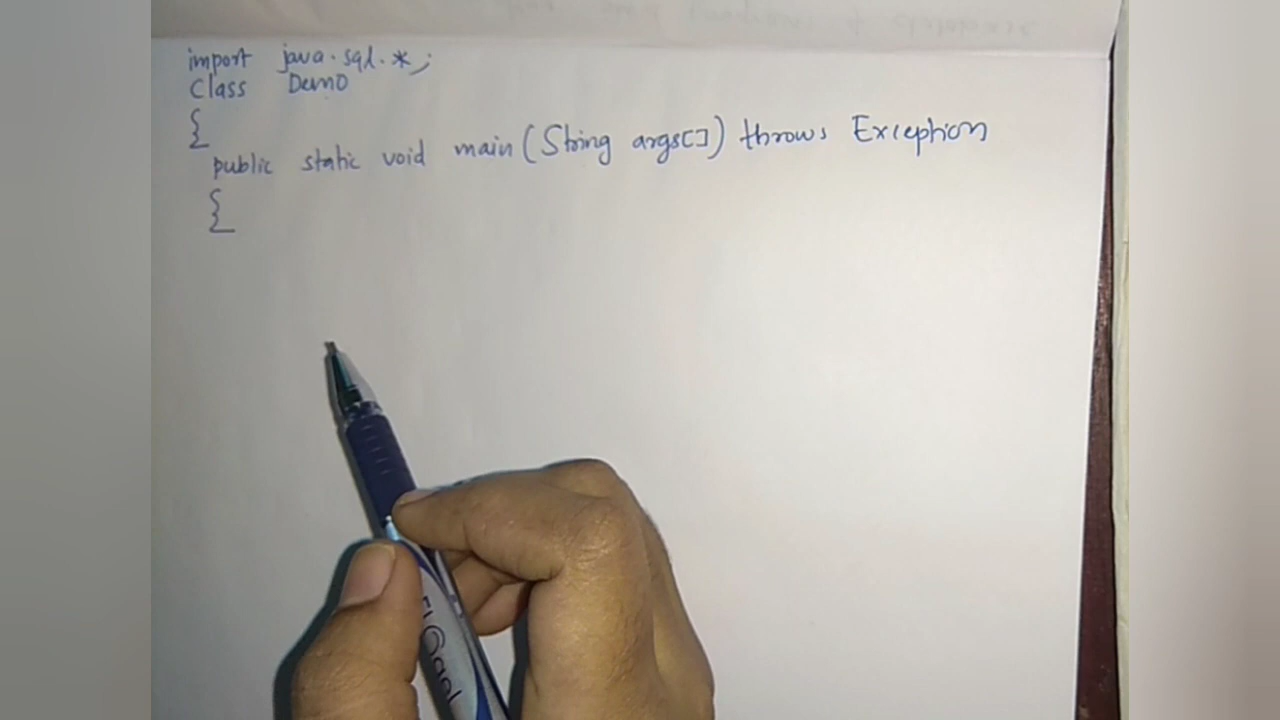 import java.sql.*;
Class Demo
{
public static void main(String args[]) throws Exception
{